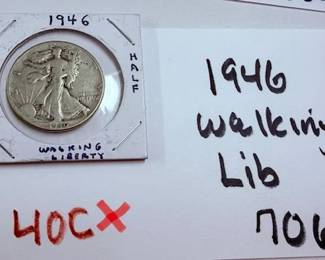 1946
HALF
WALKING
LIBERTY
40C
1946
Walking
Lib
706